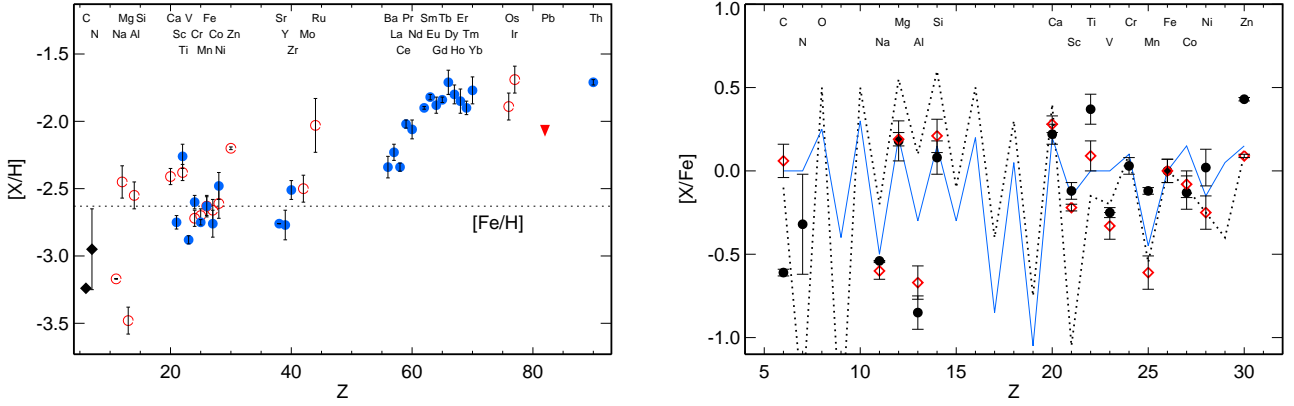 C Mg Si Ca V Fe Sr Ru Ba Pr Sm Tb Er Os Pb Th
N Na Al Sc Cr Co Zn Y Mo La Nd Eu Dy Tm Ir
Ti Mn Ni Zr Ce Gd Ho Yb
-1.5
-2.0
-2.5
-3.0
-3.5
[X/H]
[Fe/H]
20 40 60 80
Z
C O Mg Si Ca Ti Cr Fe Ni Zn
N Na Al Sc V Mn Co
0.5
0.0
-0.5
-1.0
[X/Fe]
5 10 15 20 25 30
Z